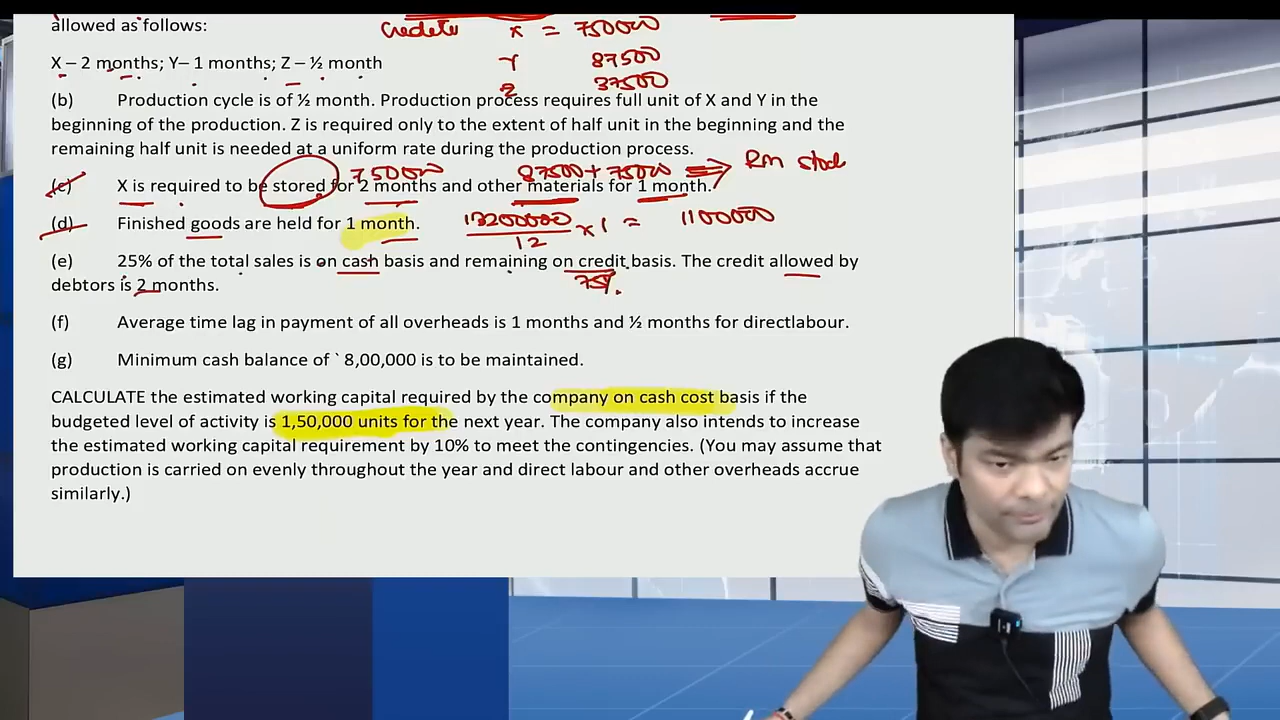 allowed as follows:
Credits X = 750000
X – 2 months; Y– 1 months; Z – ½ month
Y 87500
Z 37500
(b) Production cycle is of ½ month. Production process requires full unit of X and Y in the
beginning of the production. Z is required only to the extent of half unit in the beginning and the
remaining half unit is needed at a uniform rate during the production process.
750000 87500+75000 ⇒ RM stock
(c) X is required to be stored for 2 months and other materials for 1 month.
(d) Finished goods are held for 1 month.
13200000/12 x 1 = 1100000
(e) 25% of the total sales is on cash basis and remaining on credit basis. The credit allowed by
75%.
debtors is 2 months.
(f) Average time lag in payment of all overheads is 1 months and ½ months for directlabour.
(g) Minimum cash balance of ` 8,00,000 is to be maintained.
CALCULATE the estimated working capital required by the company on cash cost basis if the
budgeted level of activity is 1,50,000 units for the next year. The company also intends to increase
the estimated working capital requirement by 10% to meet the contingencies. (You may assume that
production is carried on evenly throughout the year and direct labour and other overheads accrue
similarly.)